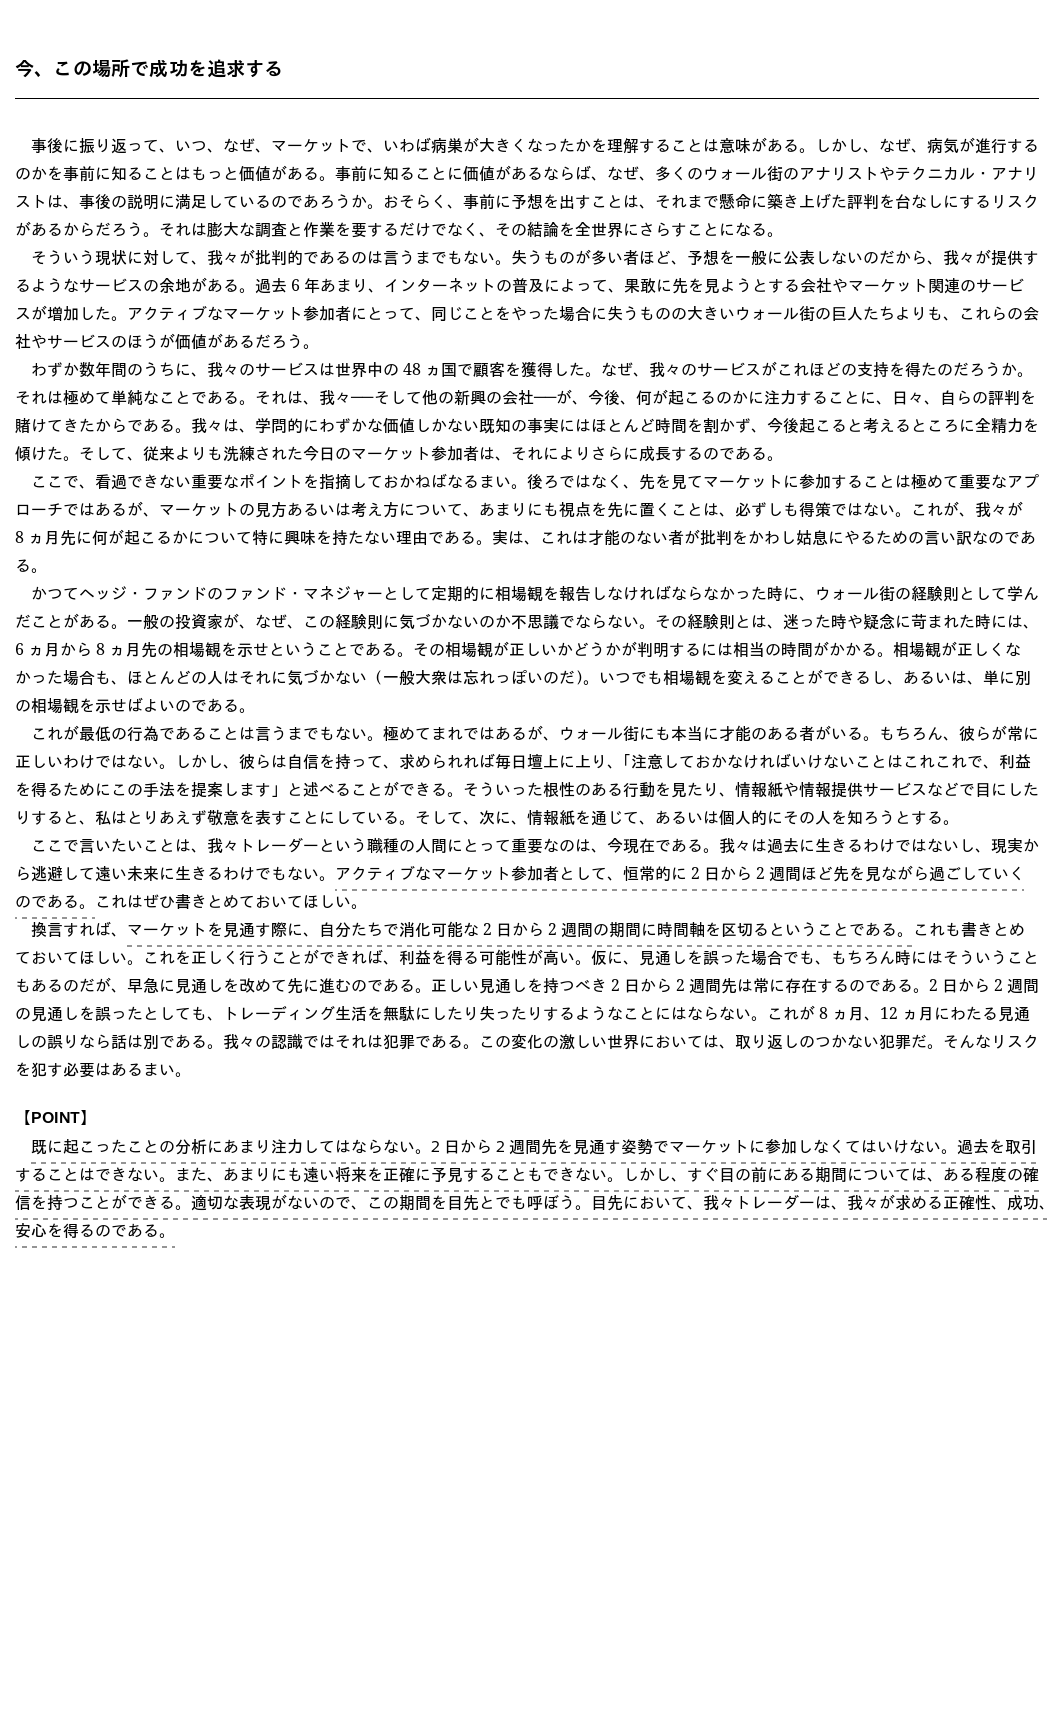 今、この場所で成功を追求する
事後に振り返って、いつ、なぜ、マーケットで、いわば病巣が大きくなったかを理解することは意味がある。しかし、なぜ、病気が進行する
のかを事前に知ることはもっと価値がある。事前に知ることに価値があるならば、なぜ、多くのウォール街のアナリストやテクニカル・アナリ
ストは、事後の説明に満足しているのであろうか。おそらく、事前に予想を出すことは、それまで懸命に築き上げた評判を台なしにするリスク
があるからだろう。それは膨大な調査と作業を要するだけでなく、その結論を全世界にさらすことになる。
そういう現状に対して、我々が批判的であるのは言うまでもない。失うものが多い者ほど、予想を一般に公表しないのだから、我々が提供す
るようなサービスの余地がある。過去 6 年あまり、インターネットの普及によって、果敢に先を見ようとする会社やマーケット関連のサービ
スが増加した。アクティブなマーケット参加者にとって、同じことをやった場合に失うものの大きいウォール街の巨人たちよりも、これらの会
社やサービスのほうが価値があるだろう。
わずか数年間のうちに、我々のサービスは世界中の 48 ヵ国で顧客を獲得した。なぜ、我々のサービスがこれほどの支持を得たのだろうか。
それは極めて単純なことである。それは、我々──そして他の新興の会社──が、今後、何が起こるのかに注力することに、日々、自らの評判を
賭けてきたからである。我々は、学問的にわずかな価値しかない既知の事実にはほとんど時間を割かず、今後起こると考えるところに全精力を
傾けた。そして、従来よりも洗練された今日のマーケット参加者は、それによりさらに成長するのである。
ここで、看過できない重要なポイントを指摘しておかねばなるまい。後ろではなく、先を見てマーケットに参加することは極めて重要なアプ
ローチではあるが、マーケットの見方あるいは考え方について、あまりにも視点を先に置くことは、必ずしも得策ではない。これが、我々が
8 ヵ月先に何が起こるかについて特に興味を持たない理由である。実は、これは才能のない者が批判をかわし姑息にやるための言い訳なのであ
る。
かつてヘッジ・ファンドのファンド・マネジャーとして定期的に相場観を報告しなければならなかった時に、ウォール街の経験則として学ん
だことがある。一般の投資家が、なぜ、この経験則に気づかないのか不思議でならない。その経験則とは、迷った時や疑念に苛まれた時には、
6 ヵ月から 8 ヵ月先の相場観を示せということである。その相場観が正しいかどうかが判明するには相当の時間がかかる。相場観が正しくな
かった場合も、ほとんどの人はそれに気づかない（一般大衆は忘れっぽいのだ）。いつでも相場観を変えることができるし、あるいは、単に別
の相場観を示せばよいのである。
これが最低の行為であることは言うまでもない。極めてまれではあるが、ウォール街にも本当に才能のある者がいる。もちろん、彼らが常に
正しいわけではない。しかし、彼らは自信を持って、求められれば毎日壇上に上り、「注意しておかなければいけないことはこれこれで、利益
を得るためにこの手法を提案します」と述べることができる。そういった根性のある行動を見たり、情報紙や情報提供サービスなどで目にした
りすると、私はとりあえず敬意を表すことにしている。そして、次に、情報紙を通じて、あるいは個人的にその人を知ろうとする。
ここで言いたいことは、我々トレーダーという職種の人間にとって重要なのは、今現在である。我々は過去に生きるわけではないし、現実か
ら逃避して遠い未来に生きるわけでもない。アクティブなマーケット参加者として、恒常的に 2 日から 2 週間ほど先を見ながら過ごしていく
のである。これはぜひ書きとめておいてほしい。
換言すれば、マーケットを見通す際に、自分たちで消化可能な 2 日から 2 週間の期間に時間軸を区切るということである。これも書きとめ
ておいてほしい。これを正しく行うことができれば、利益を得る可能性が高い。仮に、見通しを誤った場合でも、もちろん時にはそういうこと
もあるのだが、早急に見通しを改めて先に進むのである。正しい見通しを持つべき 2 日から 2 週間先は常に存在するのである。2 日から 2 週間
の見通しを誤ったとしても、トレーディング生活を無駄にしたり失ったりするようなことにはならない。これが 8 ヵ月、12 ヵ月にわたる見通
しの誤りなら話は別である。我々の認識ではそれは犯罪である。この変化の激しい世界においては、取り返しのつかない犯罪だ。そんなリスク
を犯す必要はあるまい。
【POINT】
既に起こったことの分析にあまり注力してはならない。2 日から 2 週間先を見通す姿勢でマーケットに参加しなくてはいけない。過去を取引
することはできない。また、あまりにも遠い将来を正確に予見することもできない。しかし、すぐ目の前にある期間については、ある程度の確
信を持つことができる。適切な表現がないので、この期間を目先とでも呼ぼう。目先において、我々トレーダーは、我々が求める正確性、成功、
安心を得るのである。